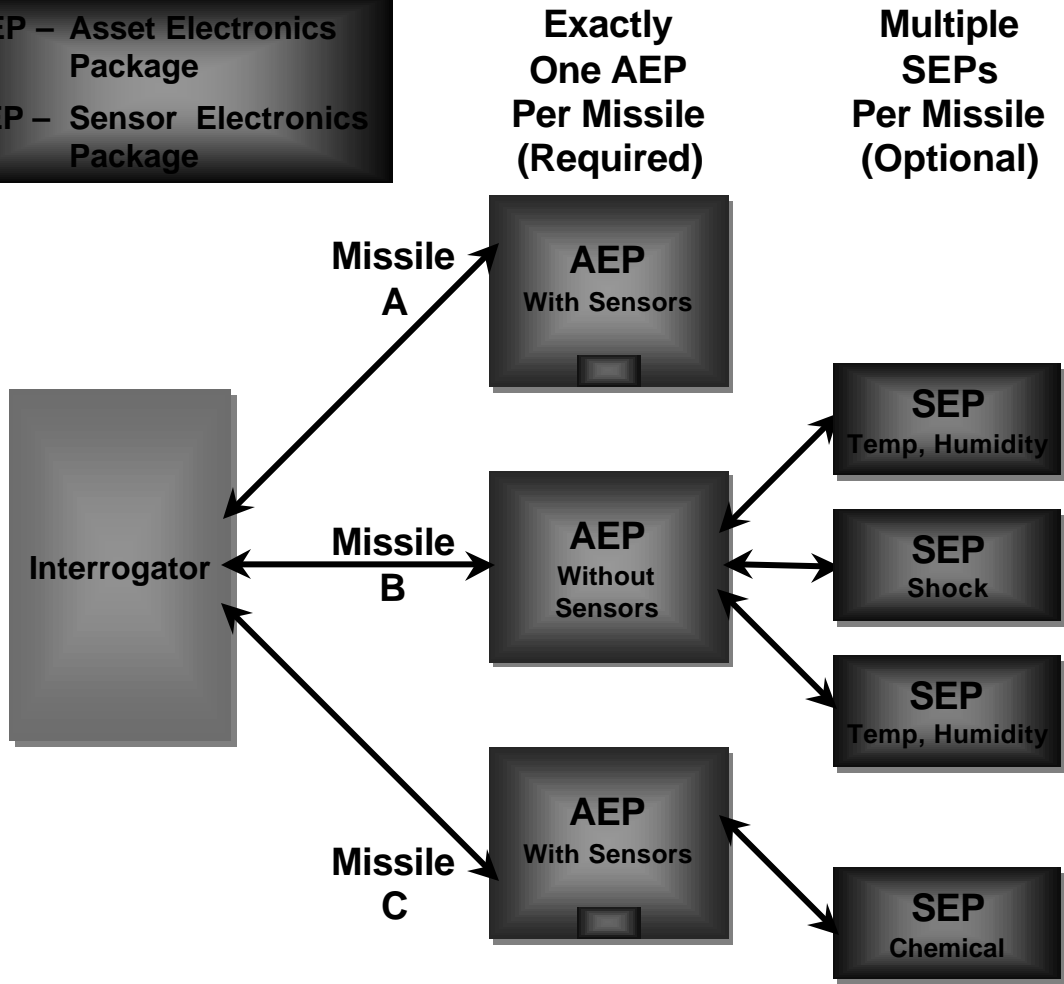 EP – Asset Electronics
Package
EP – Sensor Electronics
Package
Exactly
One AEP
Per Missile
(Required)
Multiple
SEPs
Per Missile
(Optional)
Missile
A
AEP
With Sensors
Interrogator
Missile
B
AEP
Without
Sensors
SEP
Temp, Humidity
SEP
Shock
SEP
Temp, Humidity
Missile
C
AEP
With Sensors
SEP
Chemical